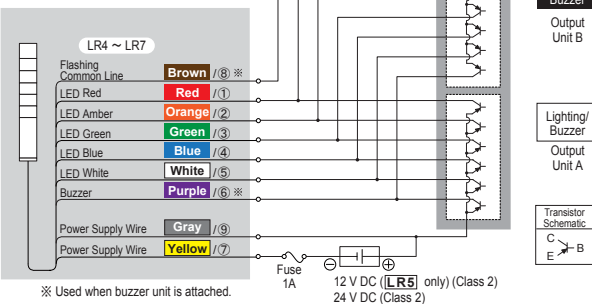 Buzzer
Output
Unit B
LR4 ～ LR7
Flashing
Common Line
Brown /⑧ ※
LED Red
Red /①
LED Amber
Orange /②
LED Green
Green /③
LED Blue
Blue /④
LED White
White /⑤
Buzzer
Purple /⑥ ※
Power Supply Wire
Gray /⑨
Power Supply Wire
Yellow /⑦
※ Used when buzzer unit is attached.
Fuse
1A
⊖ ⊕
12 V DC (LR5 only) (Class 2)
24 V DC (Class 2)
Lighting/
Buzzer
Output
Unit A
Transistor
Schematic
C
B
E